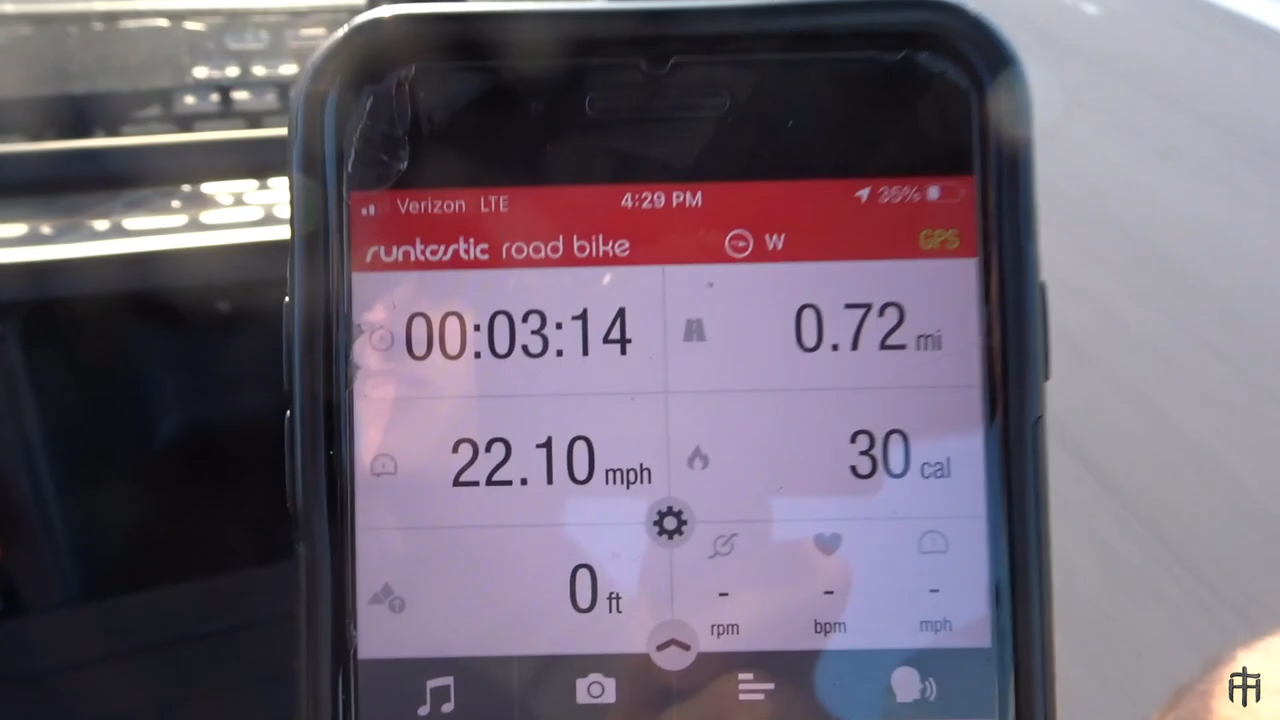 Verizon LTE 4:29 PM 35%
runtastic road bike W GPS
00:03:14 0.72 mi
22.10 mph 30 cal
0 ft
- - -
rpm bpm mph